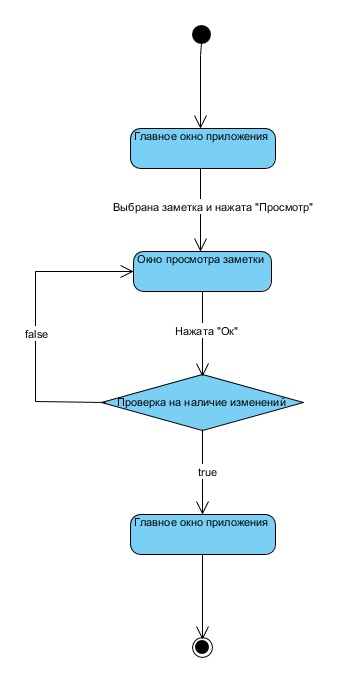 Главное окно приложения
Выбрана заметка и нажата "Просмотр"
Окно просмотра заметки
Нажата "Ок"
false
Проверка на наличие изменений
true
Главное окно приложения